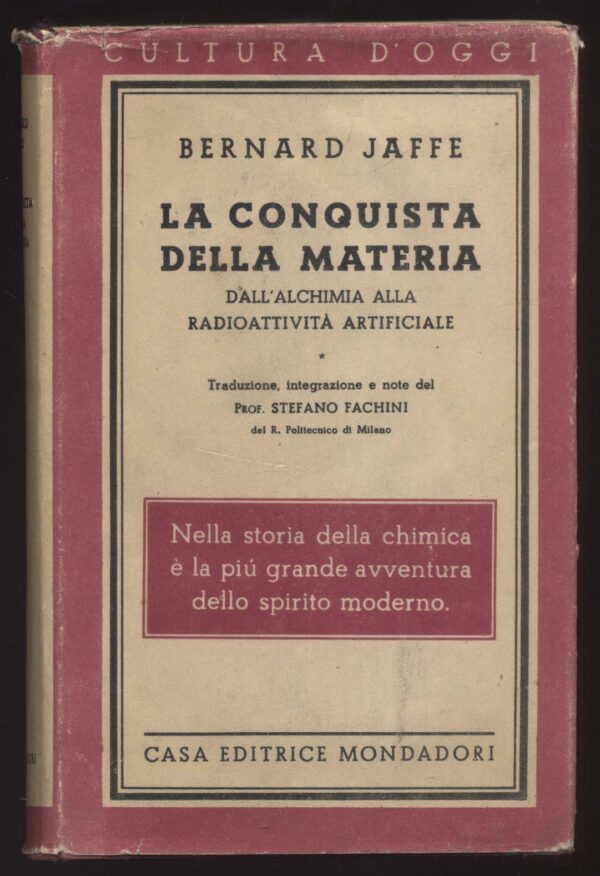 CULTURA D'OGGI
BERNARD JAFFE
LA CONQUISTA
DELLA MATERIA
DALL'ALCHIMIA ALLA
RADIOATTIVITÀ ARTIFICIALE
*
Traduzione, integrazione e note del
PROF. STEFANO FACHINI
del R. Politecnico di Milano
Nella storia della chimica
è la piú grande avventura
dello spirito moderno.
CASA EDITRICE MONDADORI